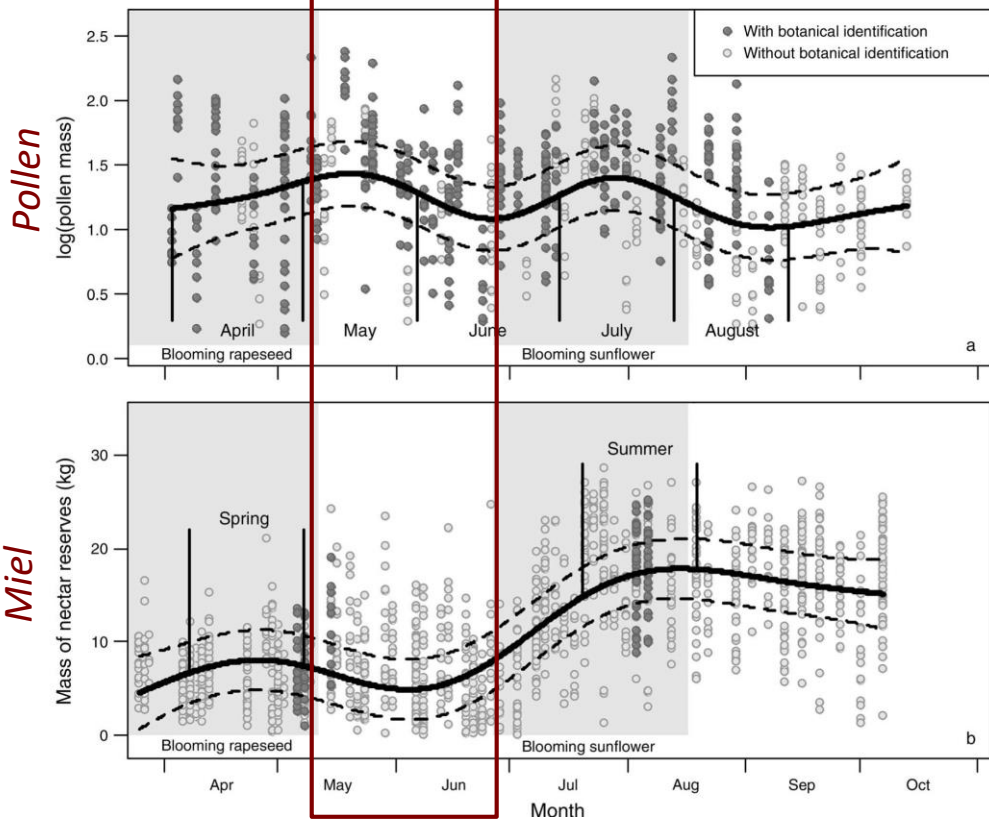 With botanical identification
Without botanical identification
Pollen
log(pollen mass)
2.5
2.0
1.5
1.0
0.5
0.0
April
May
June
July
August
Blooming rapeseed
Blooming sunflower
a
Miel
Mass of nectar reserves (kg)
30
20
10
0
Spring
Summer
Blooming rapeseed
Blooming sunflower
b
Apr
May
Jun
Jul
Aug
Sep
Oct
Month